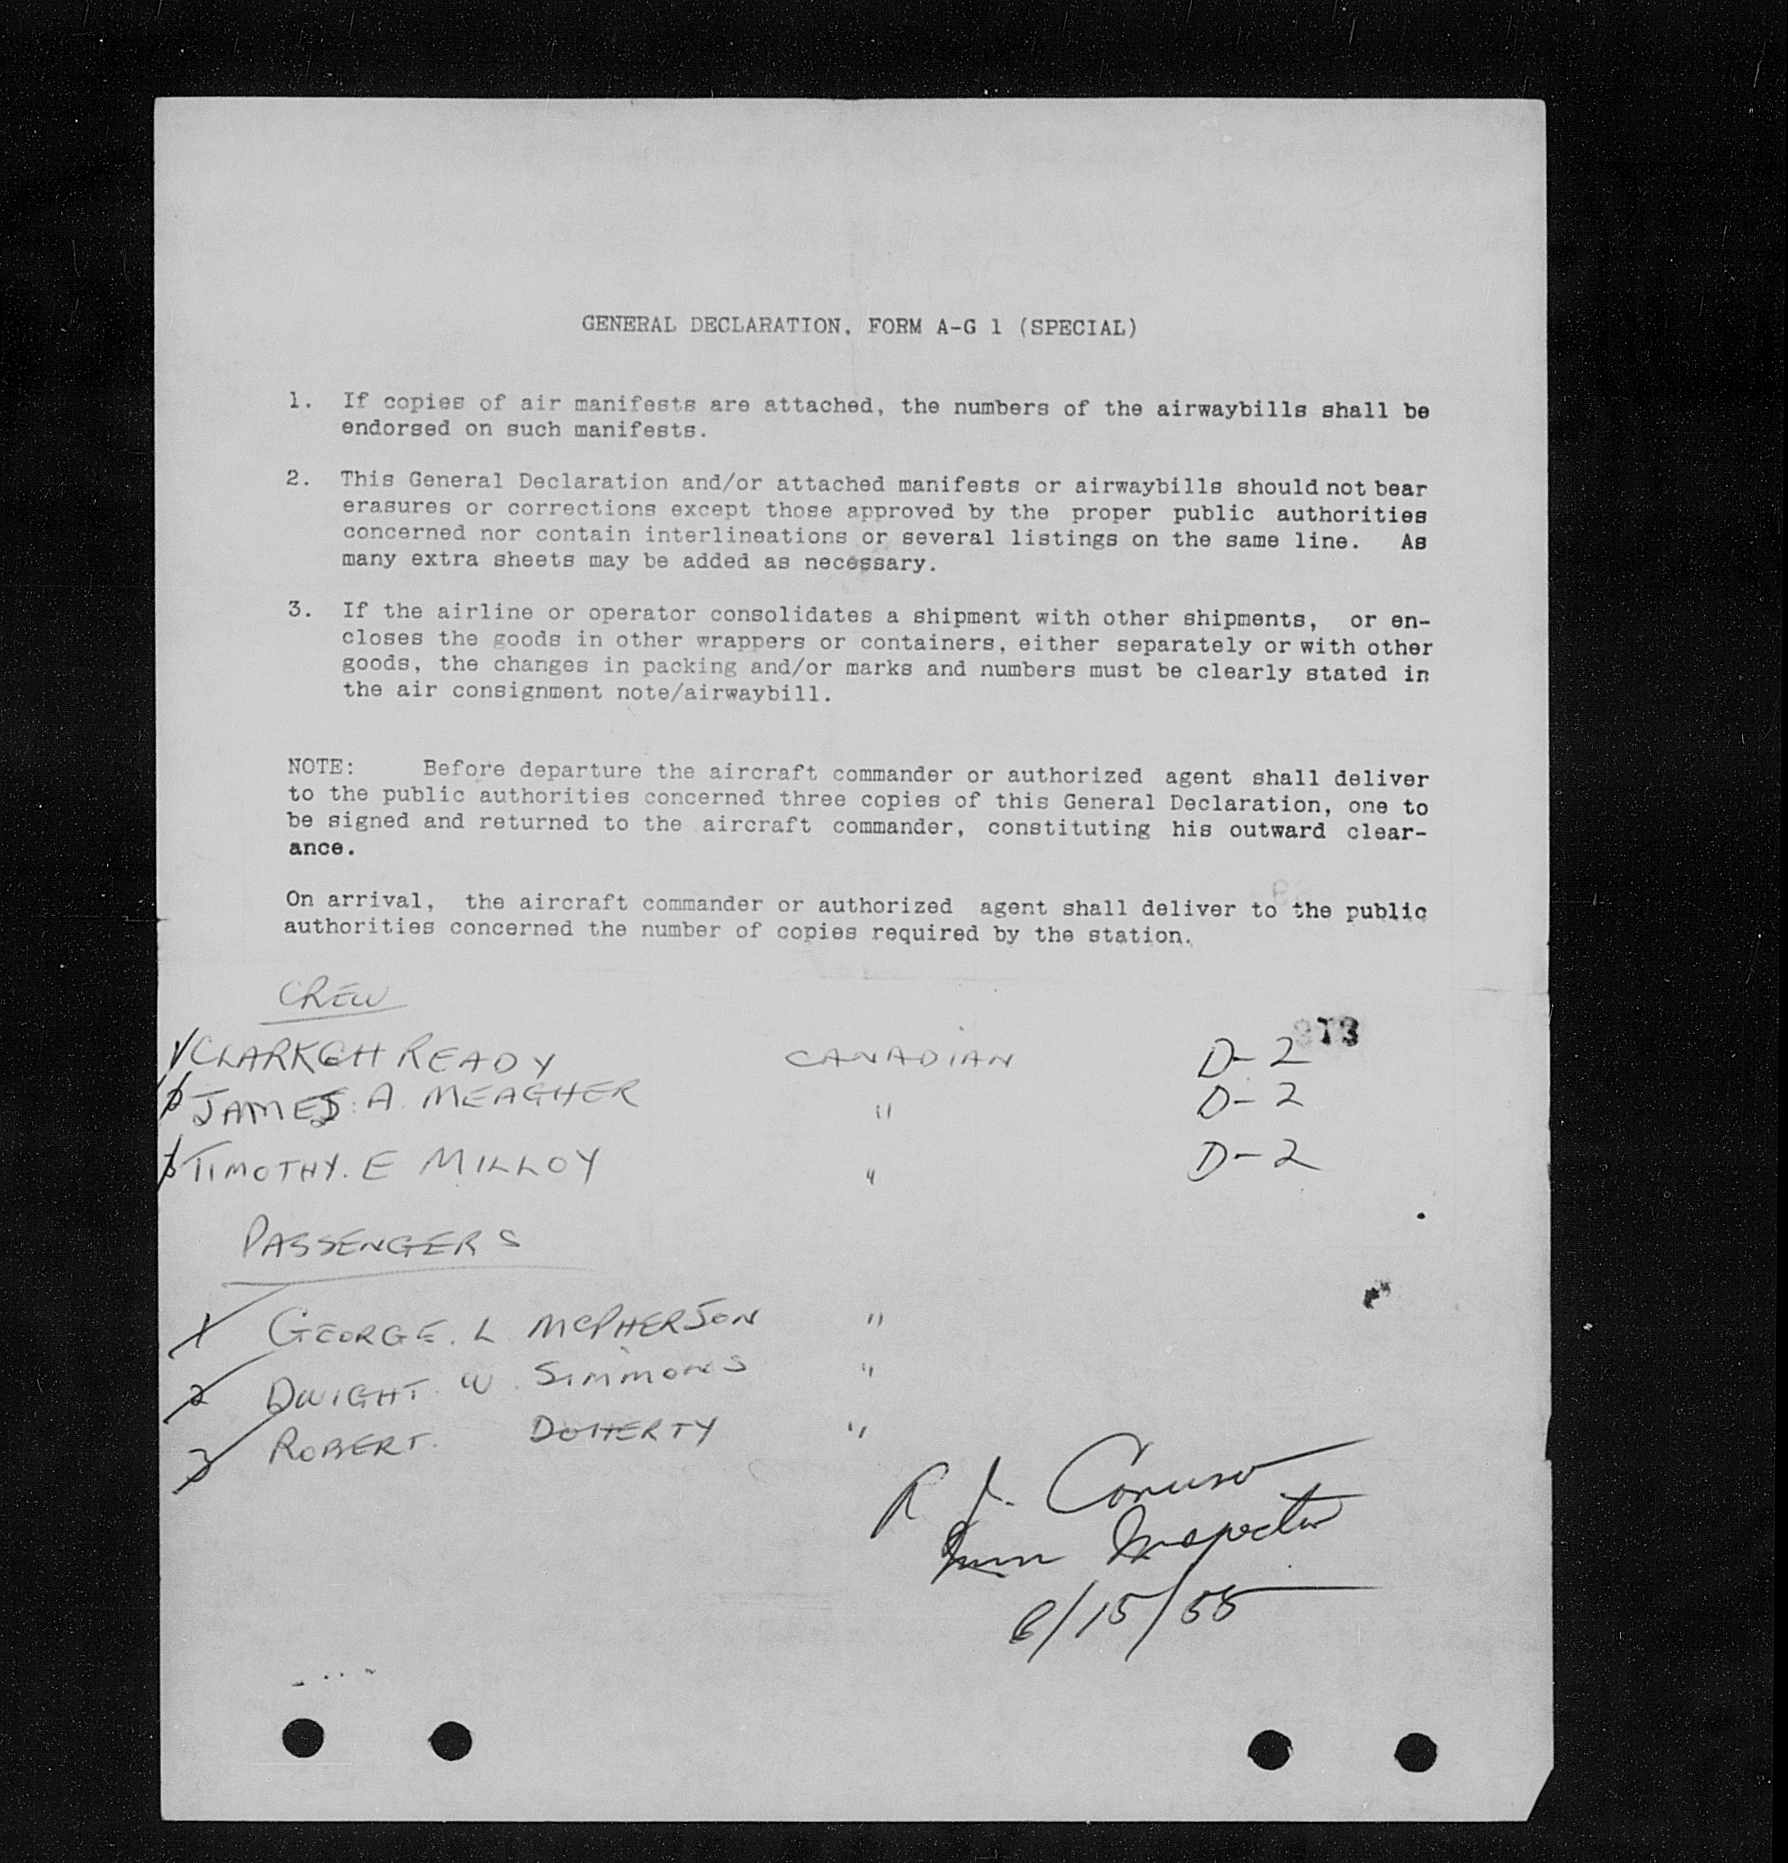 GENERAL DECLARATION, FORM A-G 1 (SPECIAL)
1. If copies of air manifests are attached, the numbers of the airwaybills shall be
endorsed on such manifests.
2. This General Declaration and/or attached manifests or airwaybills should not bear
erasures or corrections except those approved by the proper public authorities
concerned nor contain interlineations or several listings on the same line. As
many extra sheets may be added as necessary.
3. If the airline or operator consolidates a shipment with other shipments, or en-
closes the goods in other wrappers or containers, either separately or with other
goods, the changes in packing and/or marks and numbers must be clearly stated in
the air consignment note/airwaybill.
NOTE: Before departure the aircraft commander or authorized agent shall deliver
to the public authorities concerned three copies of this General Declaration, one to
be signed and returned to the aircraft commander, constituting his outward clear-
ance.
On arrival, the aircraft commander or authorized agent shall deliver to the public
authorities concerned the number of copies required by the station.
CREW
1 READY CANADIAN D-2
2 JAMES. A. MEAGHER " D-2
3 TIMOTHY. E MILLOY " D-2
PASSENGERS
1 GEORGE. L MCPHERSON "
2 DWIGHT. W. SIMMONS "
3 ROBERT. DOHERTY "
R J. Caruso
Imm Inspector
6/15/55